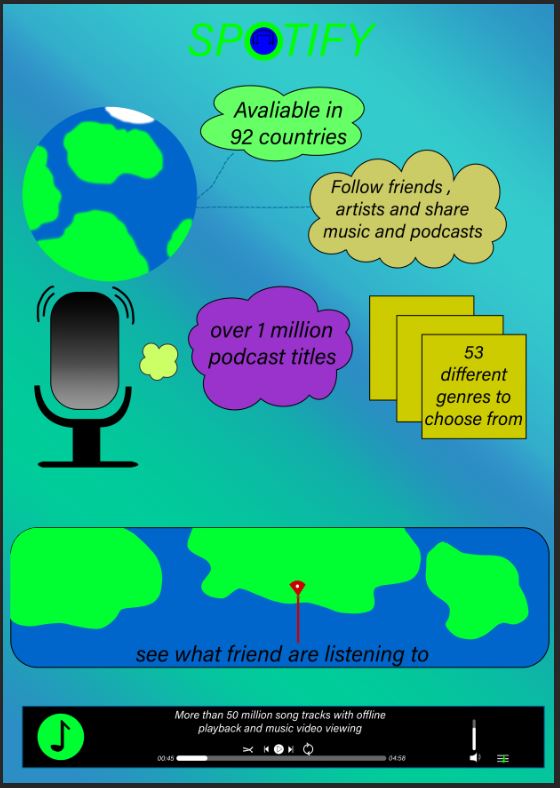 SPOTIFY
Avaliable in
92 countries
Follow friends ,
artists and share
music and podcasts
over 1 million
podcast titles
53
different
genres to
choose from
see what friend are listening to
More than 50 million song tracks with offline
playback and music video viewing
00:45
04:56